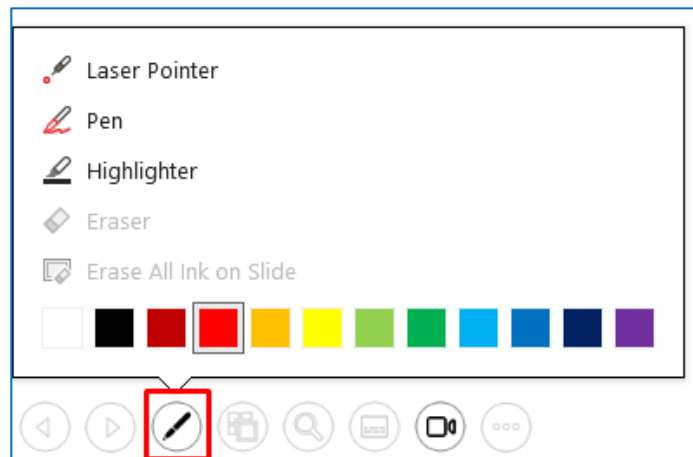 Laser Pointer
Pen
Highlighter
Eraser
Erase All Ink on Slide